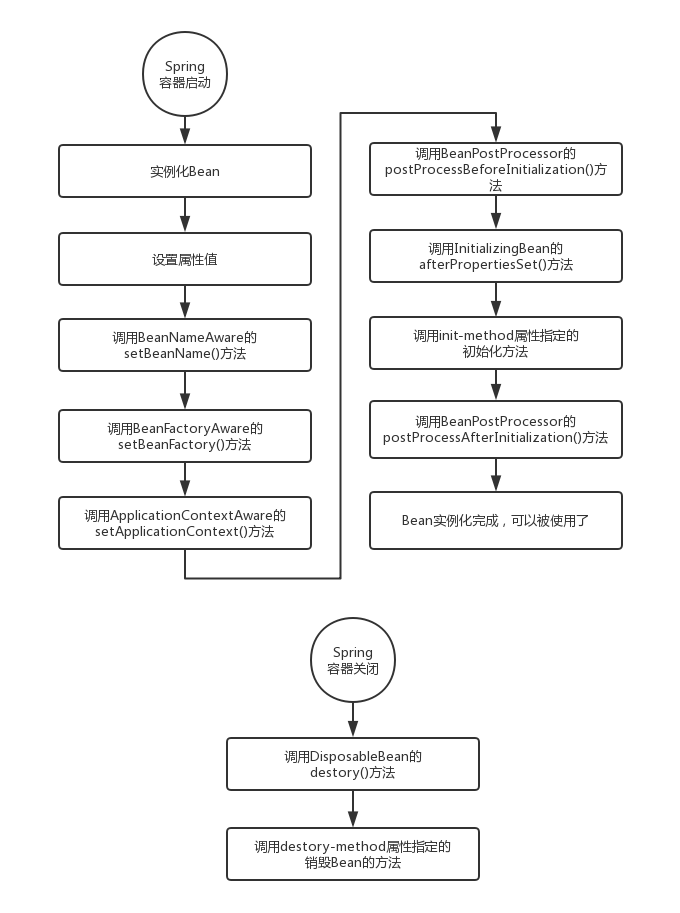 Spring
容器启动
实例化Bean
设置属性值
调用BeanNameAware的
setBeanName()方法
调用BeanFactoryAware的
setBeanFactory()方法
调用ApplicationContextAware的
setApplicationContext()方法
调用BeanPostProcessor的
postProcessBeforeInitialization()方
法
调用InitializingBean的
afterPropertiesSet()方法
调用init-method属性指定的
初始化方法
调用BeanPostProcessor的
postProcessAfterInitialization()方法
Bean实例化完成，可以被使用了
Spring
容器关闭
调用DisposableBean的
destory()方法
调用destory-method属性指定的
销毁Bean的方法